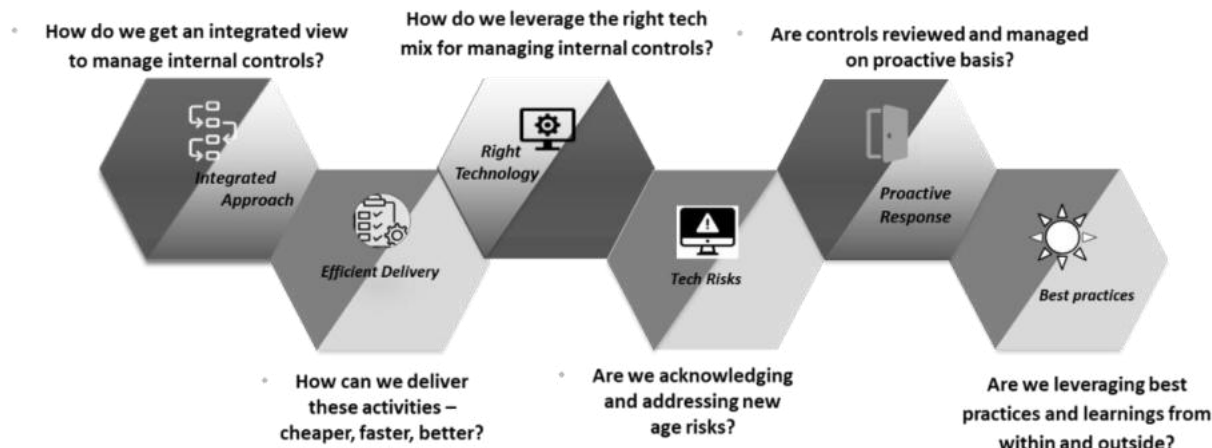 How do we get an integrated view
to manage internal controls?
How do we leverage the right tech
mix for managing internal controls?
Are controls reviewed and managed
on proactive basis?
Integrated
Approach
Efficient Delivery
Right
Technology
Tech Risks
Proactive
Response
Best practices
How can we deliver
these activities –
cheaper, faster, better?
Are we acknowledging
and addressing new
age risks?
Are we leveraging best
practices and learnings from
within and outside?